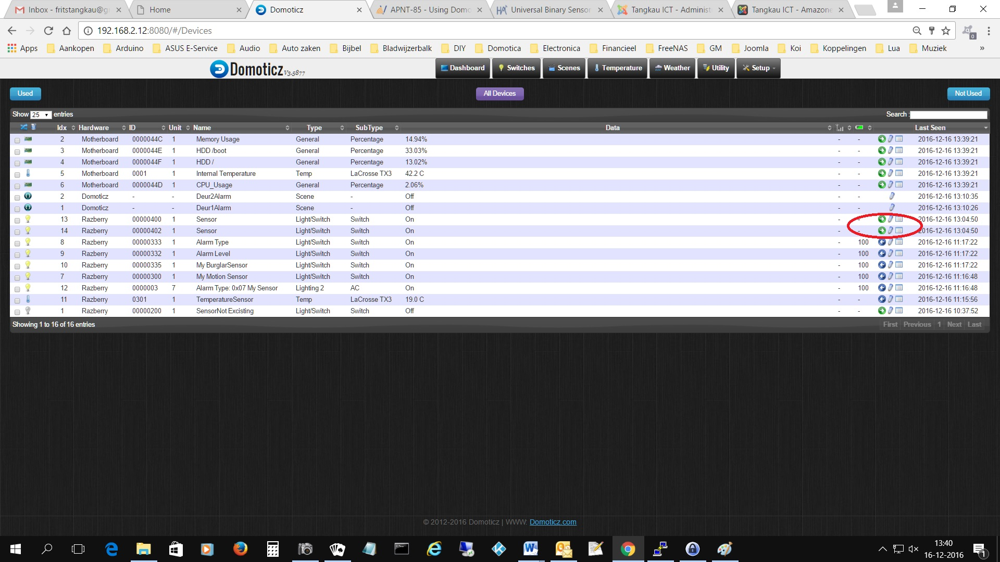 Inbox - fritstangkau@g
Home
Domoticz
APNT-85 - Using Domo
Universal Binary Sensor
Tangkau ICT - Administ
Tangkau ICT - Amazone
192.168.2.12:8080/#/Devices
0
Apps Aankopen Arduino ASUS E-Service Audio Auto zaken Bijbel Bladwijzerbalk DIY Domotica Electronica Financieel FreeNAS GM Joomla Koi Koppelingen Lua Muziek »
Domoticz V3.5877 Dashboard Switches Scenes Temperature Weather Utility Setup
Used All Devices Not Used
Show 25 entries Search :
Idx Hardware ID Unit Name Type SubType Data Last Seen
2 Motherboard 0000044C 1 Memory Usage General Percentage 14.94% - - 2016-12-16 13:39:21
3 Motherboard 0000044E 1 HDD /boot General Percentage 33.03% - - 2016-12-16 13:39:21
4 Motherboard 0000044F 1 HDD / General Percentage 13.02% - - 2016-12-16 13:39:21
5 Motherboard 0001 1 Internal Temperature Temp LaCrosse TX3 42.2 C - - 2016-12-16 13:39:21
6 Motherboard 0000044D 1 CPU_Usage General Percentage 2.06% - - 2016-12-16 13:39:21
2 Domoticz - - Deur2Alarm Scene - Off - - 2016-12-16 13:10:35
1 Domoticz - - Deur1Alarm Scene - Off - - 2016-12-16 13:10:26
13 Razberry 00000400 1 Sensor Light/Switch Switch On - - 2016-12-16 13:04:50
14 Razberry 00000402 1 Sensor Light/Switch Switch On - - 2016-12-16 13:04:50
8 Razberry 00000333 1 Alarm Type Light/Switch Switch On - 100 2016-12-16 11:17:22
9 Razberry 00000332 1 Alarm Level Light/Switch Switch On - 100 2016-12-16 11:17:22
10 Razberry 00000335 1 My BurglarSensor Light/Switch Switch On - 100 2016-12-16 11:17:22
7 Razberry 00000300 1 My Motion Sensor Light/Switch Switch On - 100 2016-12-16 11:16:48
12 Razberry 0000003 7 Alarm Type: 0x07 My Sensor Lighting 2 AC On - 100 2016-12-16 11:16:48
11 Razberry 0301 1 TemperatureSensor Temp LaCrosse TX3 19.0 C - - 2016-12-16 11:15:56
1 Razberry 00000200 1 SensorNot Excisting Light/Switch Switch Off - - 2016-12-16 10:37:52
Showing 1 to 16 of 16 entries First Previous 1 Next Last
© 2012-2016 Domoticz | WWW: Domoticz.com
13:40
16-12-2016
1